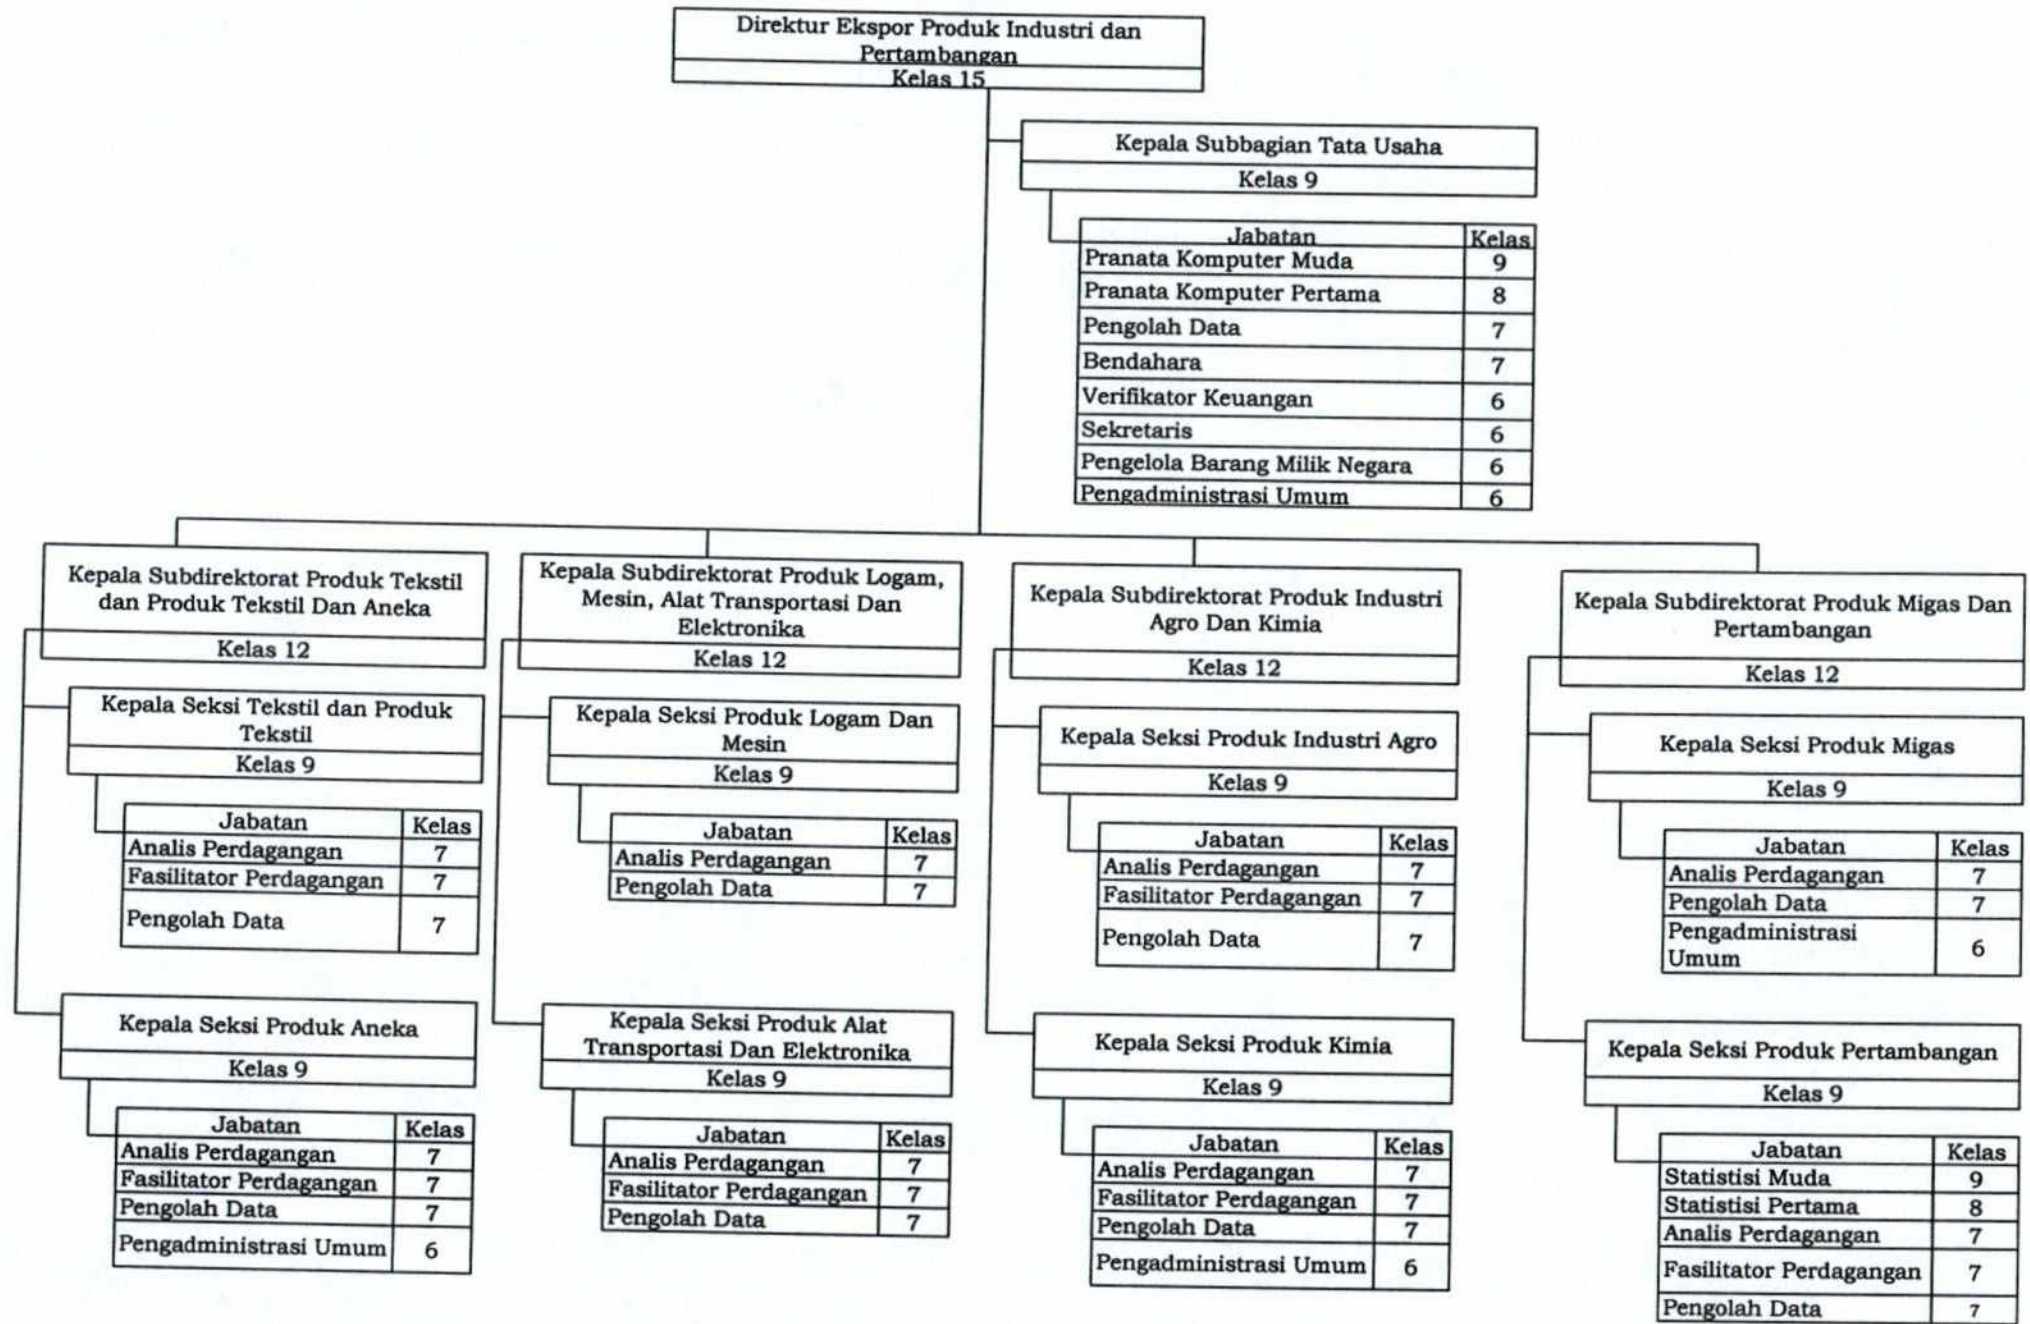 Direktur Ekspor Produk Industri dan
Pertambangan
Kelas 15
Kepala Subbagian Tata Usaha
Kelas 9
Jabatan Kelas
Pranata Komputer Muda 9
Pranata Komputer Pertama 8
Pengolah Data 7
Bendahara 7
Verifikator Keuangan 6
Sekretaris 6
Pengelola Barang Milik Negara 6
Pengadministrasi Umum 6
Kepala Subdirektorat Produk Tekstil
dan Produk Tekstil Dan Aneka
Kelas 12
Kepala Seksi Tekstil dan Produk
Tekstil
Kelas 9
Jabatan Kelas
Analis Perdagangan 7
Fasilitator Perdagangan 7
Pengolah Data 7
Kepala Seksi Produk Aneka
Kelas 9
Jabatan Kelas
Analis Perdagangan 7
Fasilitator Perdagangan 7
Pengolah Data 7
Pengadministrasi Umum 6
Kepala Subdirektorat Produk Logam,
Mesin, Alat Transportasi Dan
Elektronika
Kelas 12
Kepala Seksi Produk Logam Dan
Mesin
Kelas 9
Jabatan Kelas
Analis Perdagangan 7
Pengolah Data 7
Kepala Seksi Produk Alat
Transportasi Dan Elektronika
Kelas 9
Jabatan Kelas
Analis Perdagangan 7
Fasilitator Perdagangan 7
Pengolah Data 7
Kepala Subdirektorat Produk Industri
Agro Dan Kimia
Kelas 12
Kepala Seksi Produk Industri Agro
Kelas 9
Jabatan Kelas
Analis Perdagangan 7
Fasilitator Perdagangan 7
Pengolah Data 7
Kepala Seksi Produk Kimia
Kelas 9
Jabatan Kelas
Analis Perdagangan 7
Fasilitator Perdagangan 7
Pengolah Data 7
Pengadministrasi Umum 6
Kepala Subdirektorat Produk Migas Dan
Pertambangan
Kelas 12
Kepala Seksi Produk Migas
Kelas 9
Jabatan Kelas
Analis Perdagangan 7
Pengolah Data 7
Pengadministrasi
Umum 6
Kepala Seksi Produk Pertambangan
Kelas 9
Jabatan Kelas
Statistisi Muda 9
Statistisi Pertama 8
Analis Perdagangan 7
Fasilitator Perdagangan 7
Pengolah Data 7